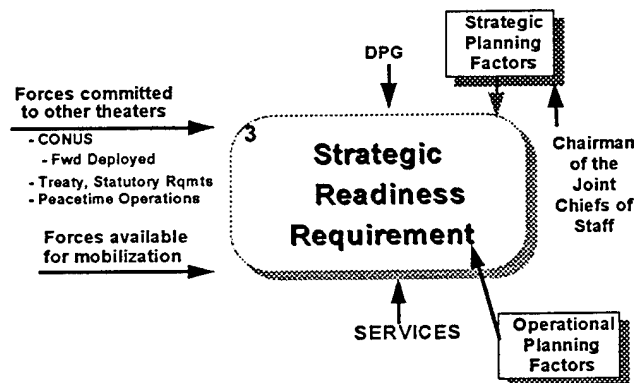 Strategic
Planning
Factors
DPG
Forces committed
to other theaters
- CONUS
- Fwd Deployed
- Treaty, Statutory Rqmts
- Peacetime Operations
3
Strategic
Readiness
Requirement
Chairman
of the
Joint
Chiefs of
Staff
Forces available
for mobilization
SERVICES
Operational
Planning
Factors